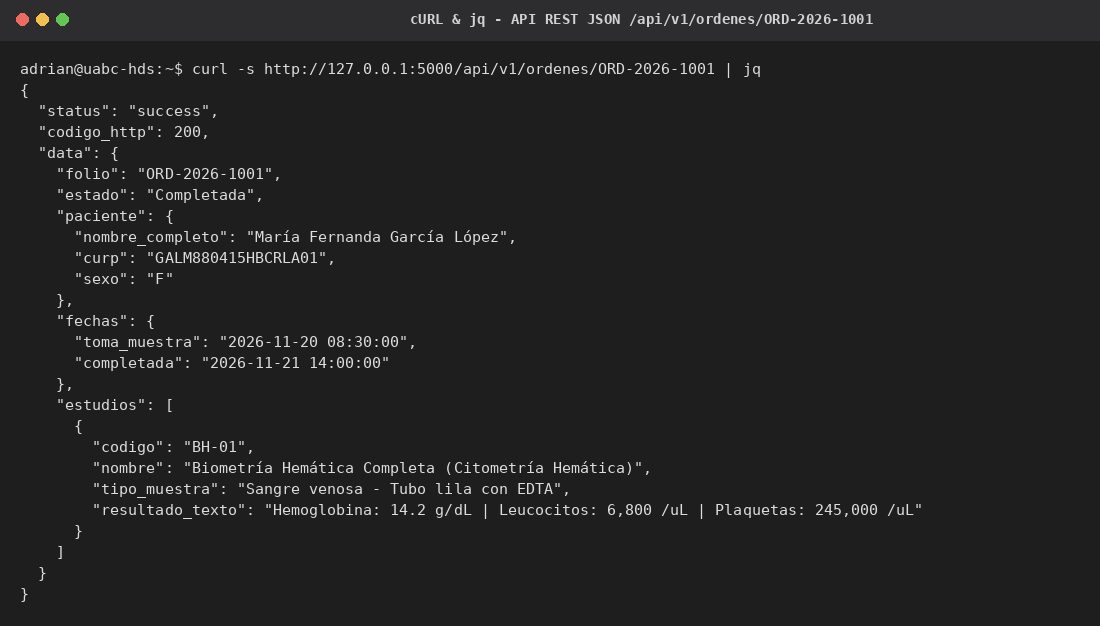 cURL & jq - API REST JSON /api/v1/ordenes/ORD-2026-1001
adrian@uabc-hds:~$ curl -s http://127.0.0.1:5000/api/v1/ordenes/ORD-2026-1001 | jq
{
  "status": "success",
  "codigo_http": 200,
  "data": {
    "folio": "ORD-2026-1001",
    "estado": "Completada",
    "paciente": {
      "nombre_completo": "María Fernanda García López",
      "curp": "GALM880415HBCRLA01",
      "sexo": "F"
    },
    "fechas": {
      "toma_muestra": "2026-11-20 08:30:00",
      "completada": "2026-11-21 14:00:00"
    },
    "estudios": [
      {
        "codigo": "BH-01",
        "nombre": "Biometría Hemática Completa (Citometría Hemática)",
        "tipo_muestra": "Sangre venosa - Tubo lila con EDTA",
        "resultado_texto": "Hemoglobina: 14.2 g/dL | Leucocitos: 6,800 /uL | Plaquetas: 245,000 /uL"
      }
    ]
  }
}